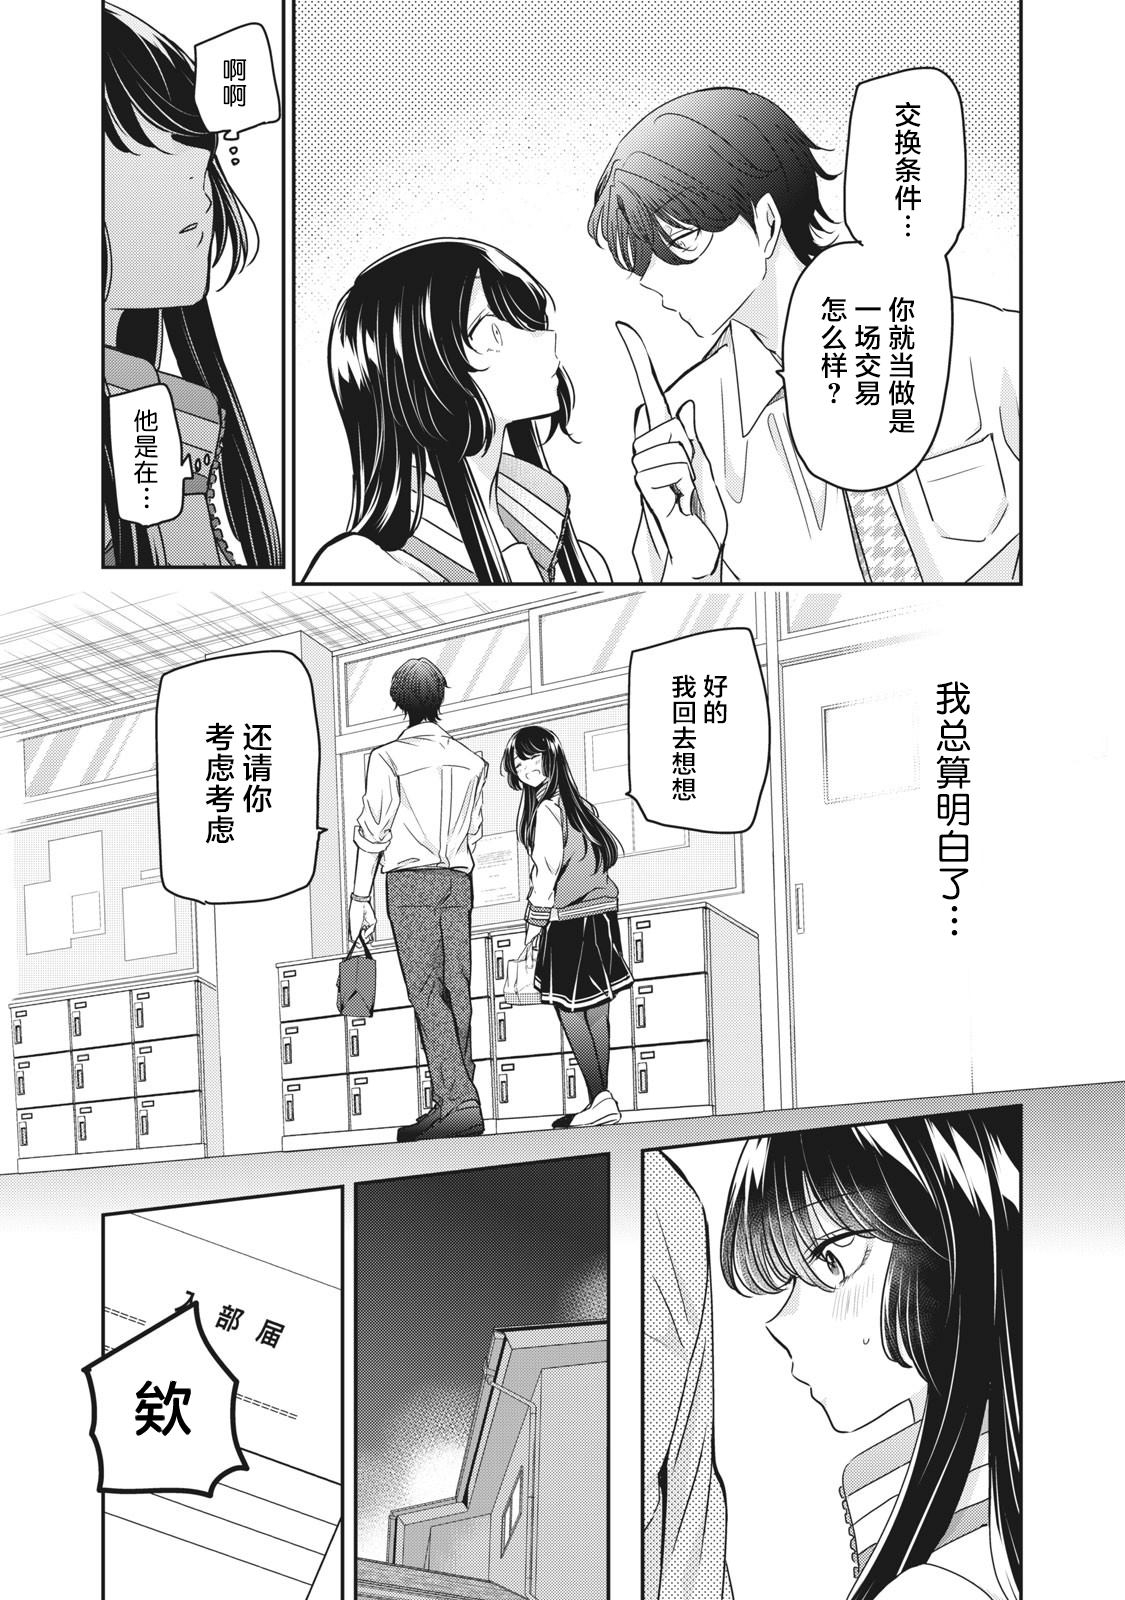 交换条件…
你就当做是
一场交易
怎么样?
啊啊
他是在…
我总算明白了…
好的
我回去想想
还请你
考虑考虑
部届
欸